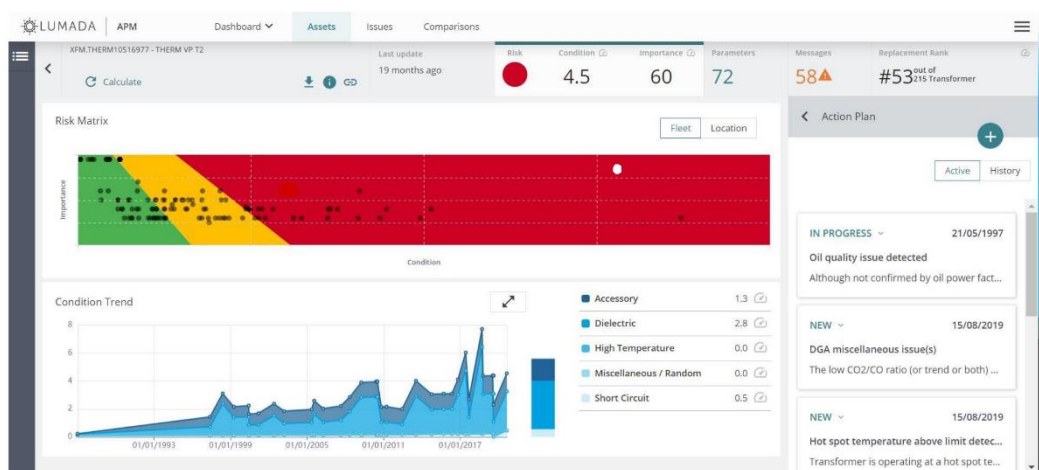 LUMADA APM
Dashboard Assets Issues Comparisons
XFM.THERM10516977 - THERM VP T2
Calculate
Last update
19 months ago
Risk
Condition
4.5
Importance
60
Parameters
72
Messages
58
Replacement Rank
#53 out of 215 Transformer
Risk Matrix
Fleet Location
Importance
Condition
Condition Trend
8
6
4
2
0
01/01/1993 01/01/1999 01/01/2005 01/01/2011 01/01/2017
Accessory 1.3
Dielectric 2.8
High Temperature 0.0
Miscellaneous / Random 0.0
Short Circuit 0.5
Action Plan
+
Active History
IN PROGRESS 21/05/1997
Oil quality issue detected
Although not confirmed by oil power fact...
NEW 15/08/2019
DGA miscellaneous issue(s)
The low CO2/CO ratio (or trend or both) ...
NEW 15/08/2019
Hot spot temperature above limit detec...
Transformer is operating at a hot spot te...